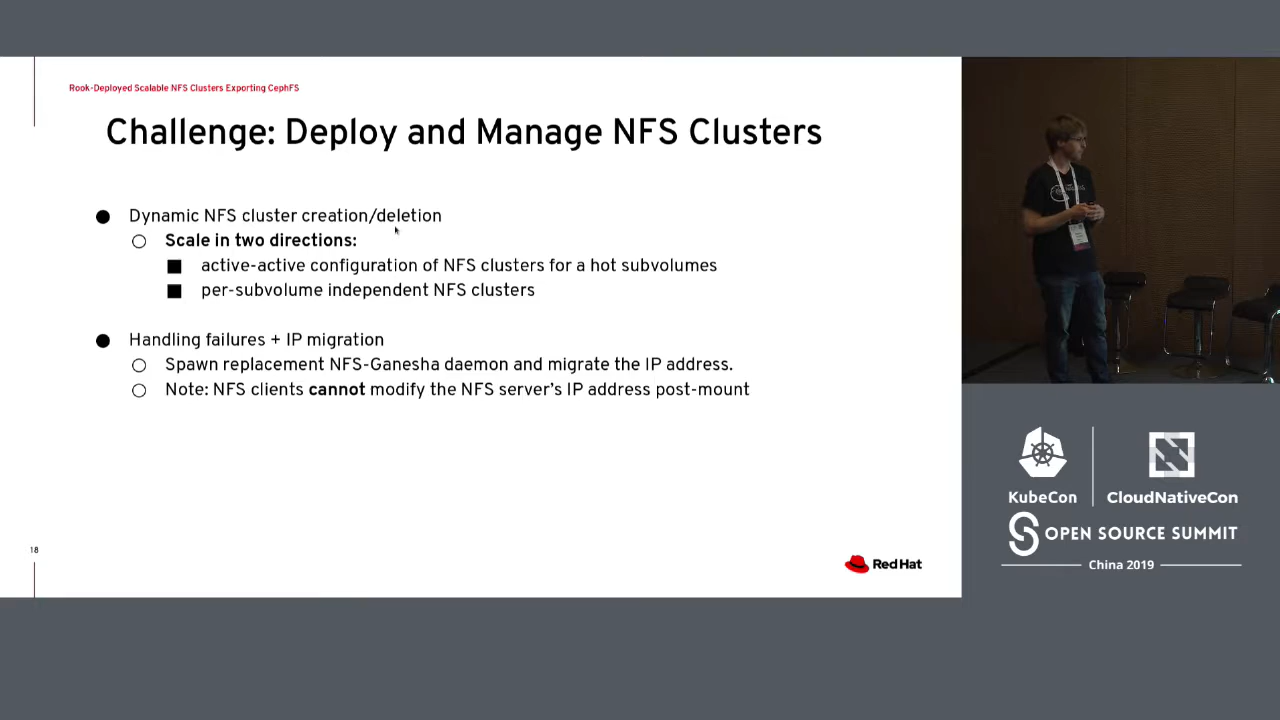 Rook-Deployed Scalable NFS Clusters Exporting CephFS
Challenge: Deploy and Manage NFS Clusters
● Dynamic NFS cluster creation/deletion
○ Scale in two directions:
■ active-active configuration of NFS clusters for a hot subvolumes
■ per-subvolume independent NFS clusters
● Handling failures + IP migration
○ Spawn replacement NFS-Ganesha daemon and migrate the IP address.
○ Note: NFS clients cannot modify the NFS server's IP address post-mount
18
Red Hat
KubeCon
CloudNativeCon
OPEN SOURCE SUMMIT
China 2019